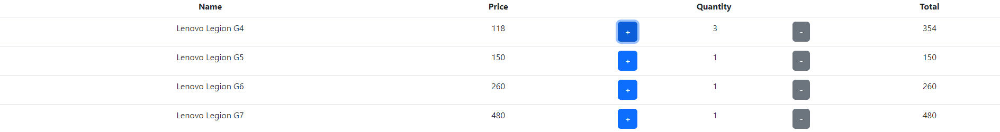 Name Price Quantity Total
Lenovo Legion G4 118 + 3 - 354
Lenovo Legion G5 150 + 1 - 150
Lenovo Legion G6 260 + 1 - 260
Lenovo Legion G7 480 + 1 - 480